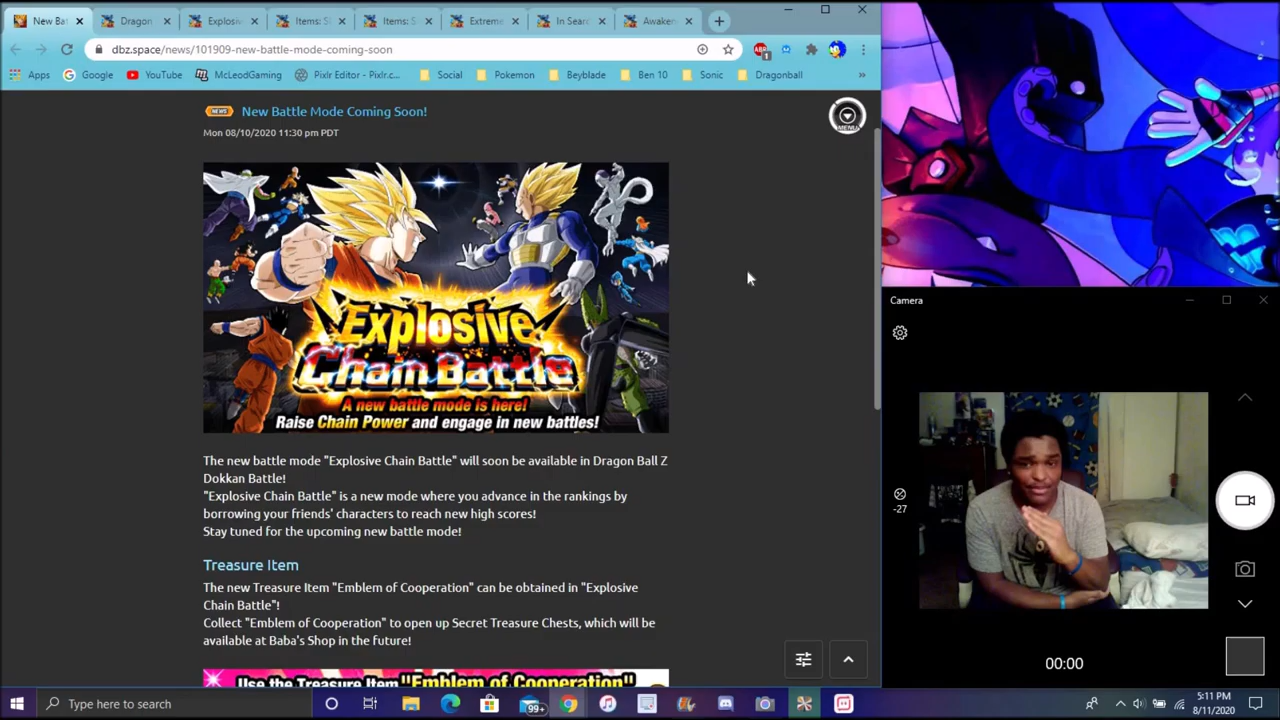 New Bat
Dragon
Explosiv
Items: S
Items: S
Extreme
In Searc
Awaken
dbz.space/news/101909-new-battle-mode-coming-soon
ABP
1
Apps
Google
YouTube
McLeodGaming
Pixlr Editor - Pixlr.c...
Social
Pokemon
Beyblade
Ben 10
Sonic
Dragonball
»
NEWS
New Battle Mode Coming Soon!
Mon 08/10/2020 11:30 pm PDT
MENU
Explosive
Chain Battle
A new battle mode is here!
Raise Chain Power and engage in new battles!
The new battle mode "Explosive Chain Battle" will soon be available in Dragon Ball Z
Dokkan Battle!
"Explosive Chain Battle" is a new mode where you advance in the rankings by
borrowing your friends' characters to reach new high scores!
Stay tuned for the upcoming new battle mode!
Treasure Item
The new Treasure Item "Emblem of Cooperation" can be obtained in "Explosive
Chain Battle"!
Collect "Emblem of Cooperation" to open up Secret Treasure Chests, which will be
available at Baba's Shop in the future!
Use the Treasure Item "Emblem of Cooperation"
Camera
-27
00:00
Type here to search
99+
5:11 PM
8/11/2020